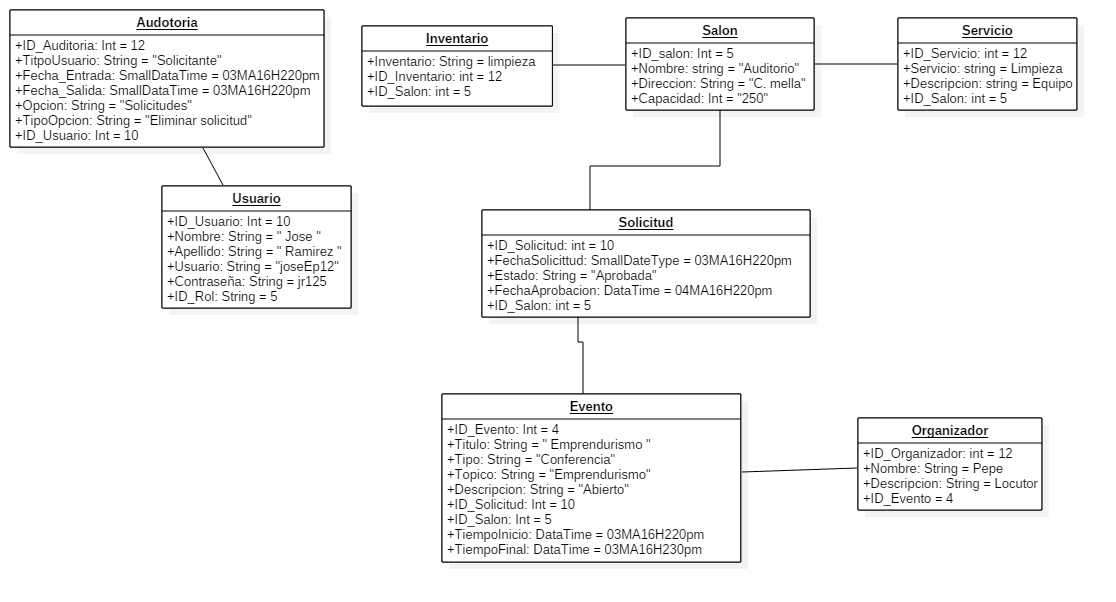 Audotoria
+ID_Auditoria: Int = 12
+TitpoUsuario: String = "Solicitante"
+Fecha_Entrada: SmallDataTime = 03MA16H220pm
+Fecha_Salida: SmallDataTime = 03MA16H220pm
+Opcion: String = "Solicitudes"
+TipoOpcion: String = "Eliminar solicitud"
+ID_Usuario: Int = 10
Inventario
+Inventario: String = limpieza
+ID_Inventario: int = 12
+ID_Salon: int = 5
Salon
+ID_salon: Int = 5
+Nombre: string = "Auditorio"
+Direccion: String = "C. mella"
+Capacidad: Int = "250"
Servicio
+ID_Servicio: int = 12
+Servicio: string = Limpieza
+Descripcion: string = Equipo
+ID_Salon: int = 5
Usuario
+ID_Usuario: Int = 10
+Nombre: String = " Jose "
+Apellido: String = " Ramirez "
+Usuario: String = "joseEp12"
+Contraseña: String = jr125
+ID_Rol: String = 5
Solicitud
+ID_Solicitud: int = 10
+FechaSolicittud: SmallDateType = 03MA16H220pm
+Estado: String = "Aprobada"
+FechaAprobacion: DataTime = 04MA16H220pm
+ID_Salon: int = 5
Evento
+ID_Evento: Int = 4
+Titulo: String = " Emprendurismo "
+Tipo: String = "Conferencia"
+Topico: String = "Emprendurismo"
+Descripcion: String = "Abierto"
+ID_Solicitud: Int = 10
+ID_Salon: Int = 5
+TiempoInicio: DataTime = 03MA16H220pm
+TiempoFinal: DataTime = 03MA16H230pm
Organizador
+ID_Organizador: int = 12
+Nombre: String = Pepe
+Descripcion: String = Locutor
+ID_Evento = 4